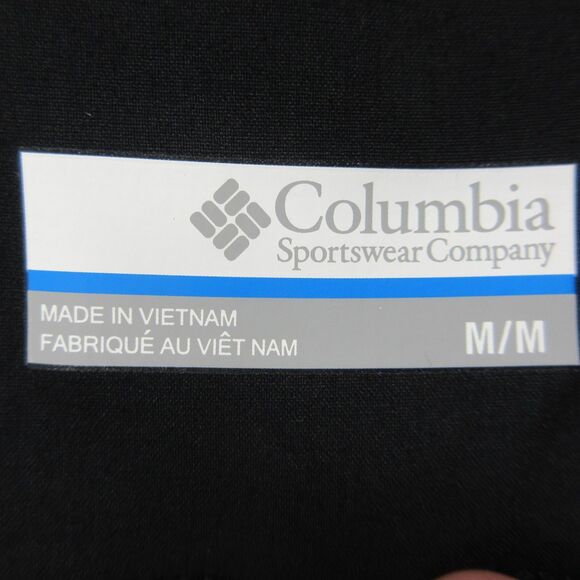 Columbia
Sportswear Company
MADE IN VIETNAM
FABRIQUÉ AU VIÊT NAM
M/M